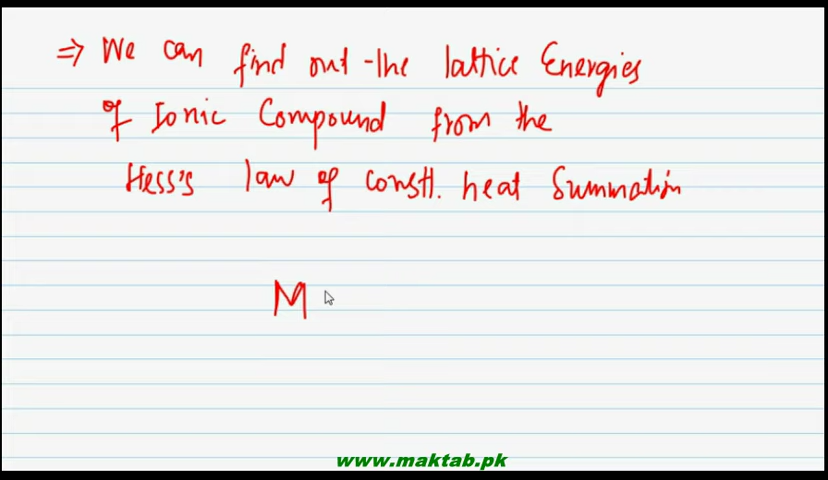 ⇒ We can find out the lattice Energies
of Ionic Compound from the
Hess's law of constt. heat Summation
M
www.maktab.pk